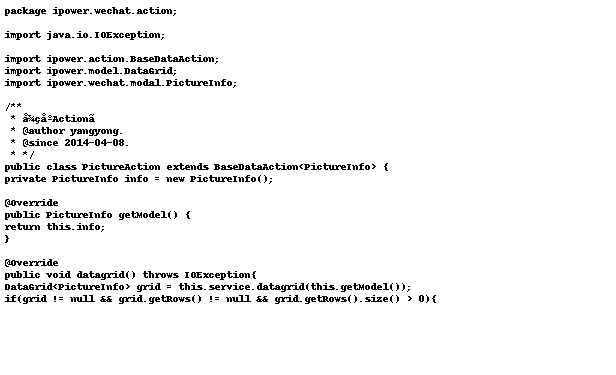 package ipower.wechat.action;
import java.io.IOException;
import ipower.action.BaseDataAction;
import ipower.model.DataGrid;
import ipower.wechat.modal.PictureInfo;
/**
*
* @author yangyong.
* @since 2014-04-08.
* */
public class PictureAction extends BaseDataAction<PictureInfo> {
private PictureInfo info = new PictureInfo();
@Override
public PictureInfo getModel() {
return this.info;
}
@Override
public void datagrid() throws IOException{
DataGrid<PictureInfo> grid = this.service.datagrid(this.getModel());
if(grid != null && grid.getRows() != null && grid.getRows().size() > 0){